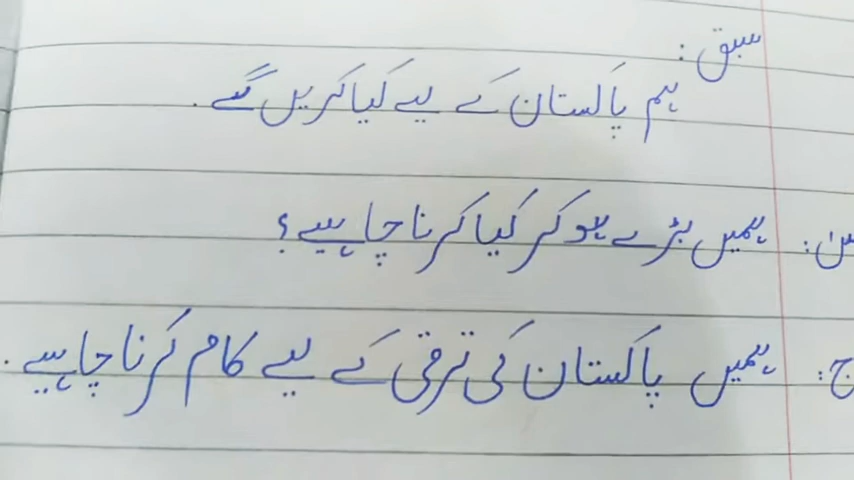 سبق:
ہم پاکستان کے لیے کیا کریں گے.
س: ہمیں بڑے ہو کر کیا کرنا چاہیے؟
ج: ہمیں پاکستان کی ترقی کے لیے کام کرنا چاہیے.